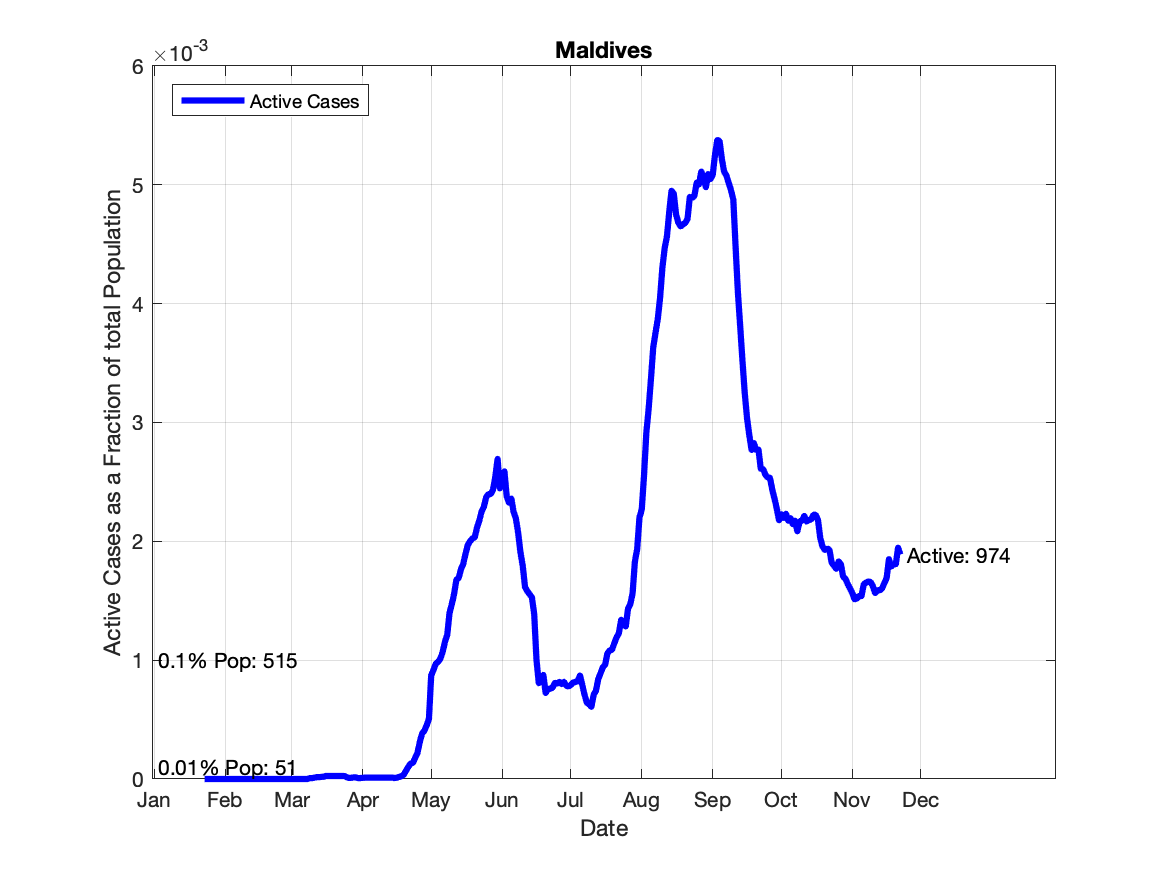 Maldives
×10-3
6
Active Cases
5
4
3
2
1
0
Active Cases as a Fraction of total Population
Active: 974
0.1% Pop: 515
0.01% Pop: 51
Jan Feb Mar Apr May Jun Jul Aug Sep Oct Nov Dec
Date